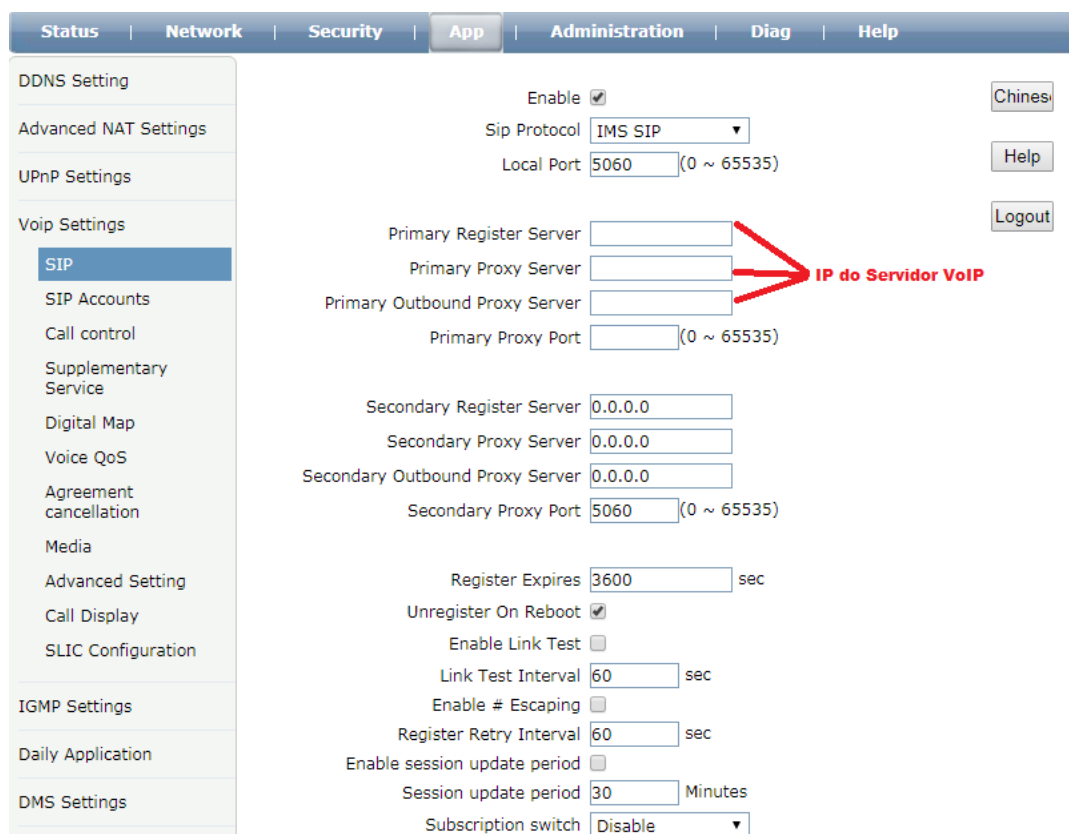 Status | Network | Security | App | Administration | Diag | Help
DDNS Setting
Advanced NAT Settings
UPnP Settings
Voip Settings
SIP
SIP Accounts
Call control
Supplementary
Service
Digital Map
Voice QoS
Agreement
cancellation
Media
Advanced Setting
Call Display
SLIC Configuration
IGMP Settings
Daily Application
DMS Settings
Enable
Sip Protocol IMS SIP
Local Port 5060 (0 ~ 65535)
Primary Register Server
Primary Proxy Server
IP do Servidor VoIP
Primary Outbound Proxy Server
Primary Proxy Port (0 ~ 65535)
Secondary Register Server 0.0.0.0
Secondary Proxy Server 0.0.0.0
Secondary Outbound Proxy Server 0.0.0.0
Secondary Proxy Port 5060 (0 ~ 65535)
Register Expires 3600 sec
Unregister On Reboot
Enable Link Test
Link Test Interval 60 sec
Enable # Escaping
Register Retry Interval 60 sec
Enable session update period
Session update period 30 Minutes
Subscription switch Disable
Chines
Help
Logout